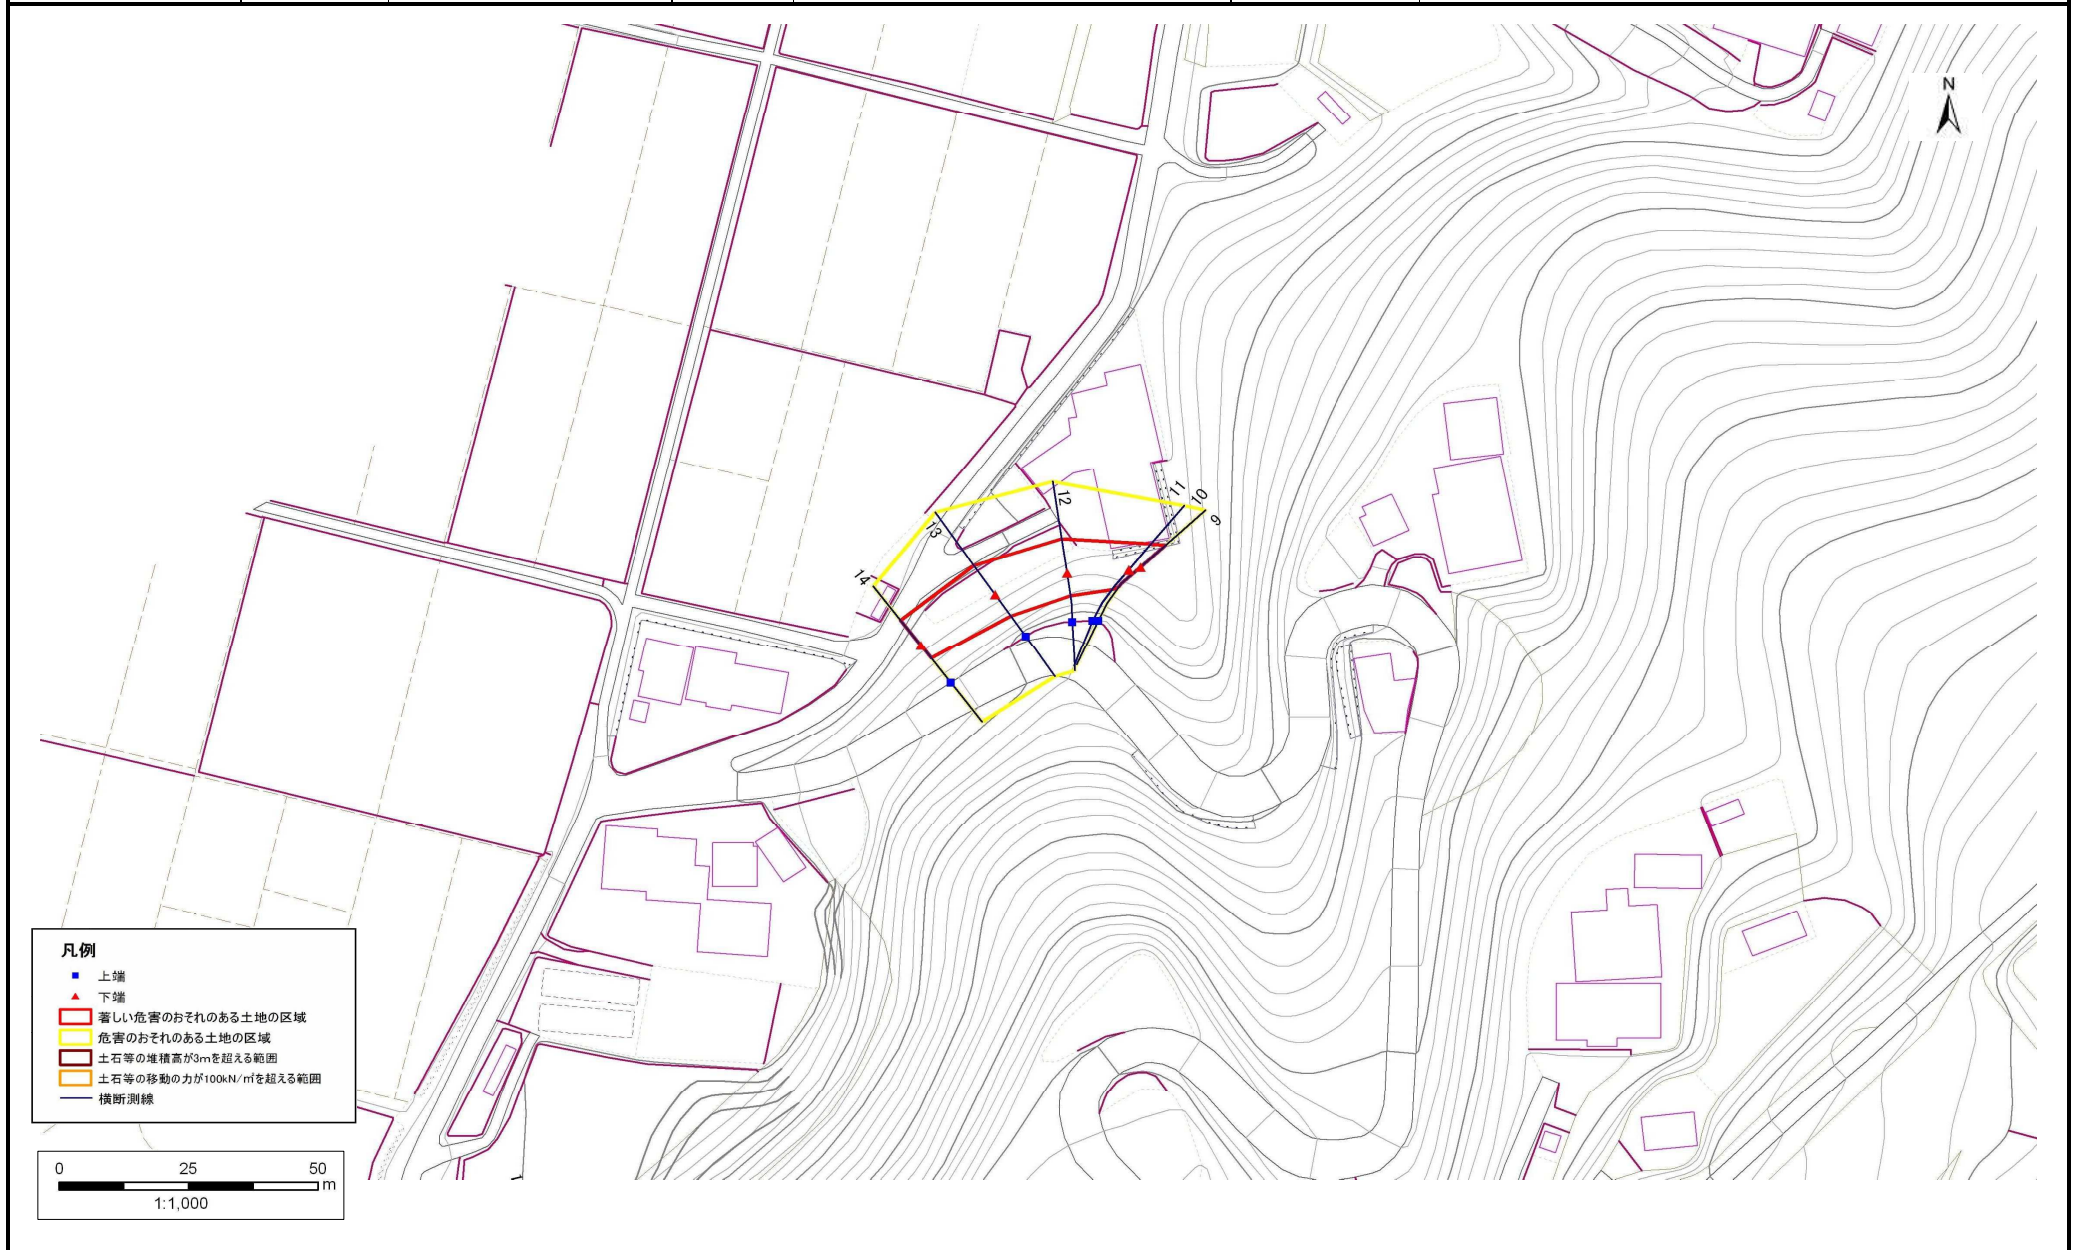 N
12
11
10
9
13
14
凡例
上端
下端
著しい危害のおそれのある土地の区域
危害のおそれのある土地の区域
土石等の堆積高が3mを超える範囲
土石等の移動の力が100kN/㎡を超える範囲
横断測線
0 25 50
m
1:1,000